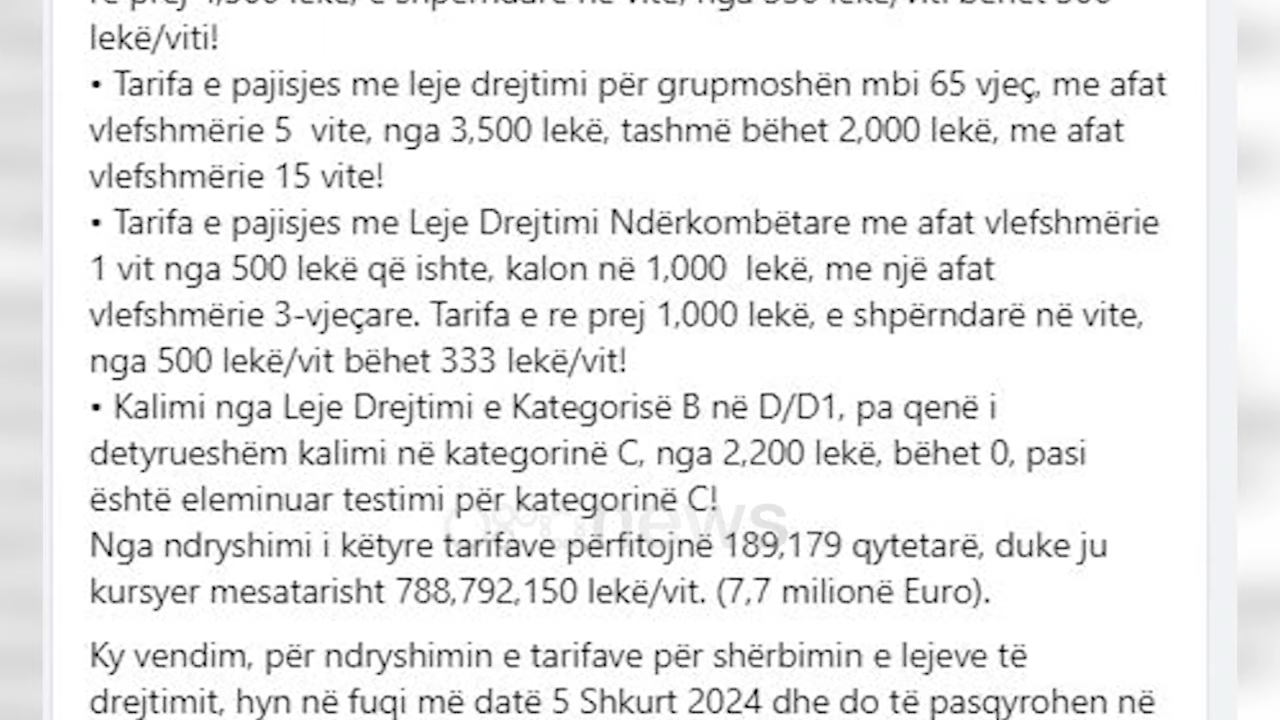 lekë/viti!
• Tarifa e pajisjes me leje drejtimi për grupmoshën mbi 65 vjeç, me afat
vlefshmërie 5 vite, nga 3,500 lekë, tashmë bëhet 2,000 lekë, me afat
vlefshmërie 15 vite!
• Tarifa e pajisjes me Leje Drejtimi Ndërkombëtare me afat vlefshmërie
1 vit nga 500 lekë që ishte, kalon në 1,000 lekë, me një afat
vlefshmërie 3-vjeçare. Tarifa e re prej 1,000 lekë, e shpërndarë në vite,
nga 500 lekë/vit bëhet 333 lekë/vit!
• Kalimi nga Leje Drejtimi e Kategorisë B në D/D1, pa qenë i
detyrueshëm kalimi në kategorinë C, nga 2,200 lekë, bëhet 0, pasi
është eleminuar testimi për kategorinë C!
news
Nga ndryshimi i këtyre tarifave përfitojnë 189,179 qytetarë, duke ju
kursyer mesatarisht 788,792,150 lekë/vit. (7,7 milionë Euro).
Ky vendim, për ndryshimin e tarifave për shërbimin e lejeve të
drejtimit, hyn në fuqi më datë 5 Shkurt 2024 dhe do të pasqyrohen në